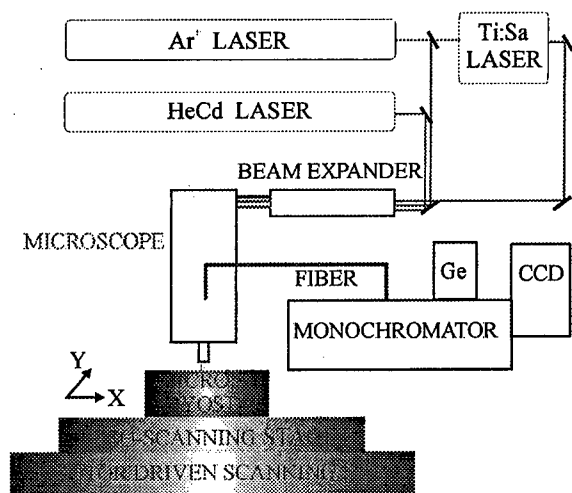 Ar⁺ LASER
Ti:Sa
LASER
HeCd LASER
BEAM EXPANDER
MICROSCOPE
FIBER
Ge
CCD
MONOCHROMATOR
Y
X